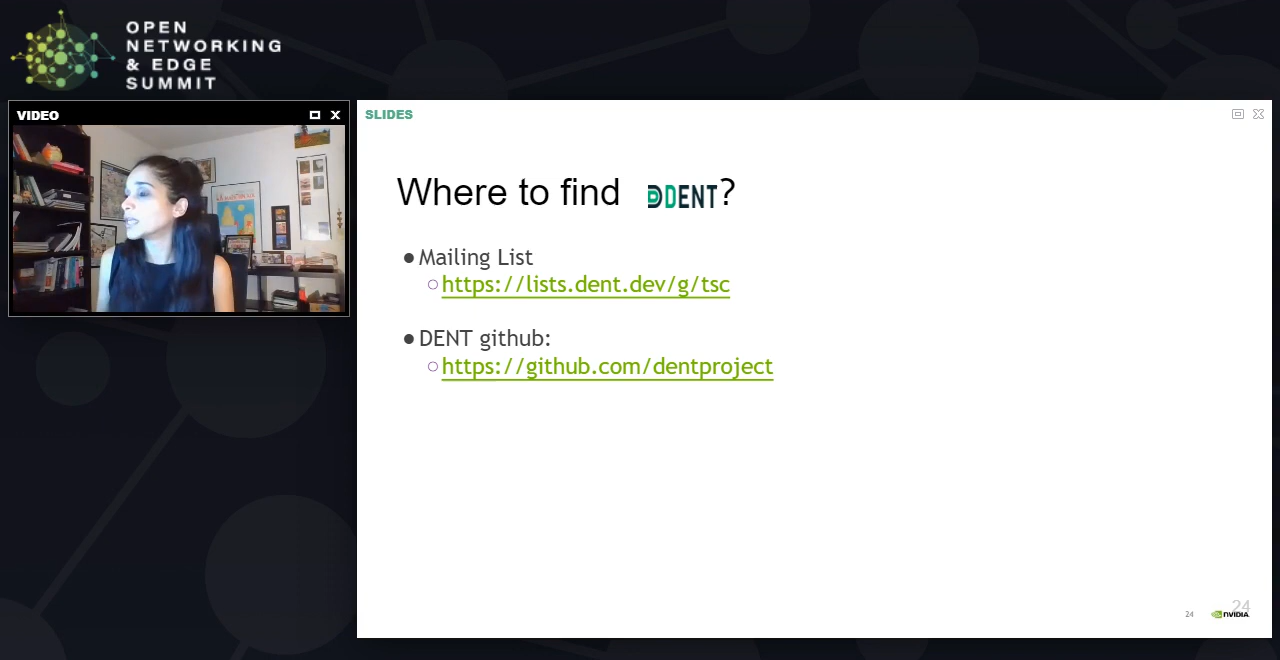 OPEN
NETWORKING
& EDGE
SUMMIT
VIDEO
SLIDES
Where to find DENT?
● Mailing List
○ https://lists.dent.dev/g/tsc
● DENT github:
○ https://github.com/dentproject
24
24
NVIDIA